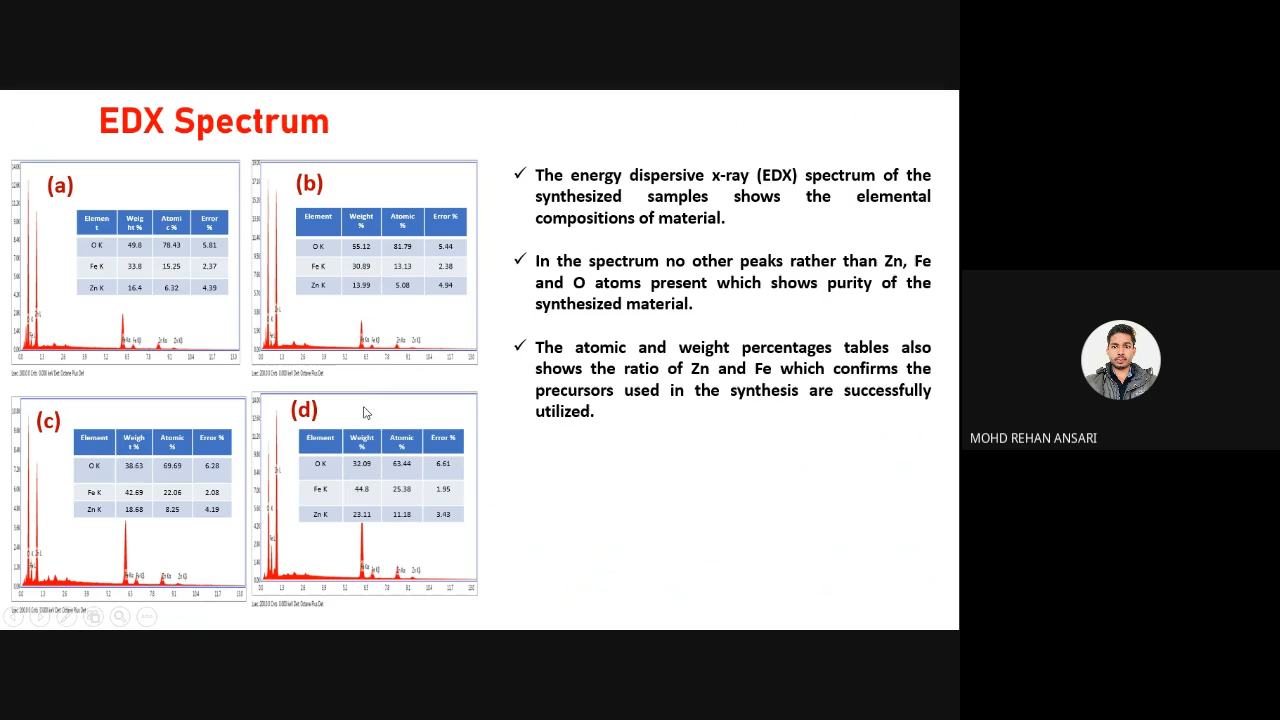 EDX Spectrum
(a)
Elemen
t
Weig
ht %
Atomi
c %
Error
%
O K 49.8 78.43 5.81
Fe K 33.8 15.25 2.37
Zn K 16.4 6.32 4.39
(b)
Element
Weight
%
Atomic
%
Error %
O K 55.12 81.79 5.44
Fe K 30.89 13.13 2.38
Zn K 13.99 5.08 4.94
(c)
Element
Weigh
t %
Atomic
%
Error %
O K 38.63 69.69 6.28
Fe K 42.69 22.06 2.08
Zn K 18.68 8.25 4.19
(d)
Element
Weight
%
Atomic
%
Error %
O K 32.09 63.44 6.61
Fe K 44.8 25.38 1.95
Zn K 23.11 11.18 3.43
✓ The energy dispersive x-ray (EDX) spectrum of the
synthesized samples shows the elemental
compositions of material.
✓ In the spectrum no other peaks rather than Zn, Fe
and O atoms present which shows purity of the
synthesized material.
✓ The atomic and weight percentages tables also
shows the ratio of Zn and Fe which confirms the
precursors used in the synthesis are successfully
utilized.
MOHD REHAN ANSARI